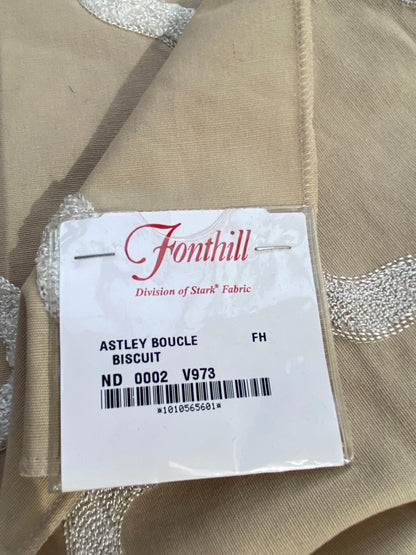 Fonthill
Division of Stark® Fabric
ASTLEY BOUCLE FH
BISCUIT
ND 0002 V973
*1010565601*